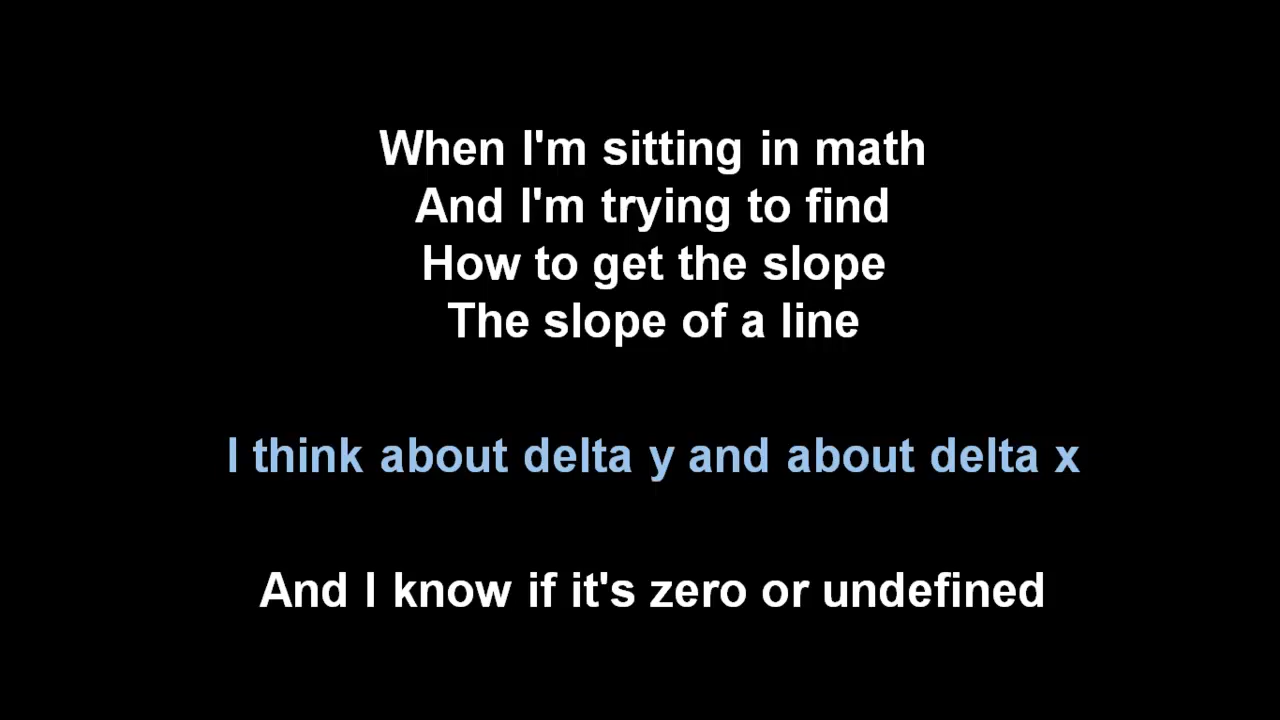 When I'm sitting in math
And I'm trying to find
How to get the slope
The slope of a line
I think about delta y and about delta x
And I know if it's zero or undefined